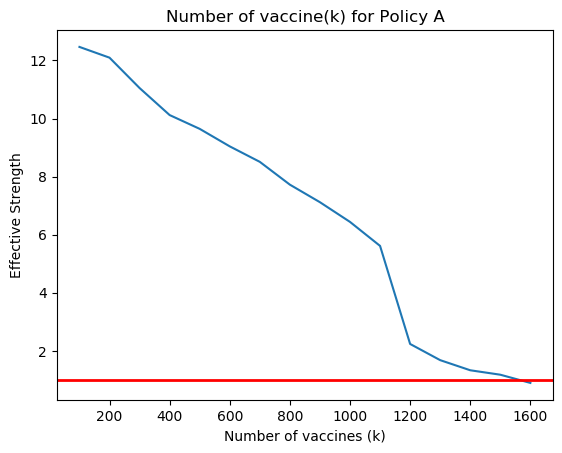 Number of vaccine(k) for Policy A
12
10
8
6
4
2
Effective Strength
200 400 600 800 1000 1200 1400 1600
Number of vaccines (k)